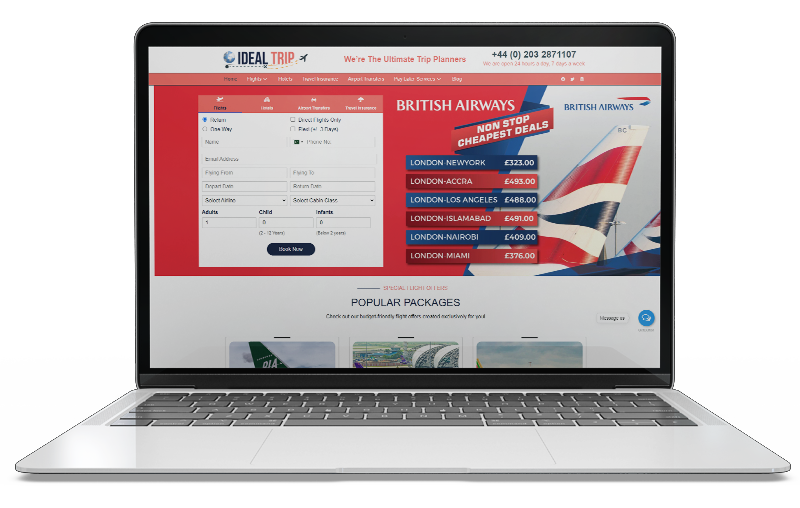 IDEAL TRIP
We're The Ultimate Trip Planners
+44 (0) 203 2871107
We are open 24 hours a day, 7 days a week
Home Flights Hotels Travel Insurance Airport Transfers Pay Later Services Blog
Flights Hotels Airport Transfers Travel Insurance
Return Direct Flights Only
One Way Flexi (+/- 3 Days)
Name Phone No
Email Address
Flying From Flying To
Depart Date Return Date
Select Airline Select Cabin Class
Adults Child Infants
1 0 0
(2 - 12 Years) (Below 2 years)
Book Now
BRITISH AIRWAYS
BRITISH AIRWAYS
NON STOP
CHEAPEST DEALS
LONDON-NEWYORK £323.00
LONDON-ACCRA £493.00
LONDON-LOS ANGELES £488.00
LONDON-ISLAMABAD £491.00
LONDON-NAIROBI £409.00
LONDON MIAMI £376.00
SPECIAL FLIGHT OFFERS
POPULAR PACKAGES
Check out our budget-friendly flight offers created exclusively for you!
Message us
PIA